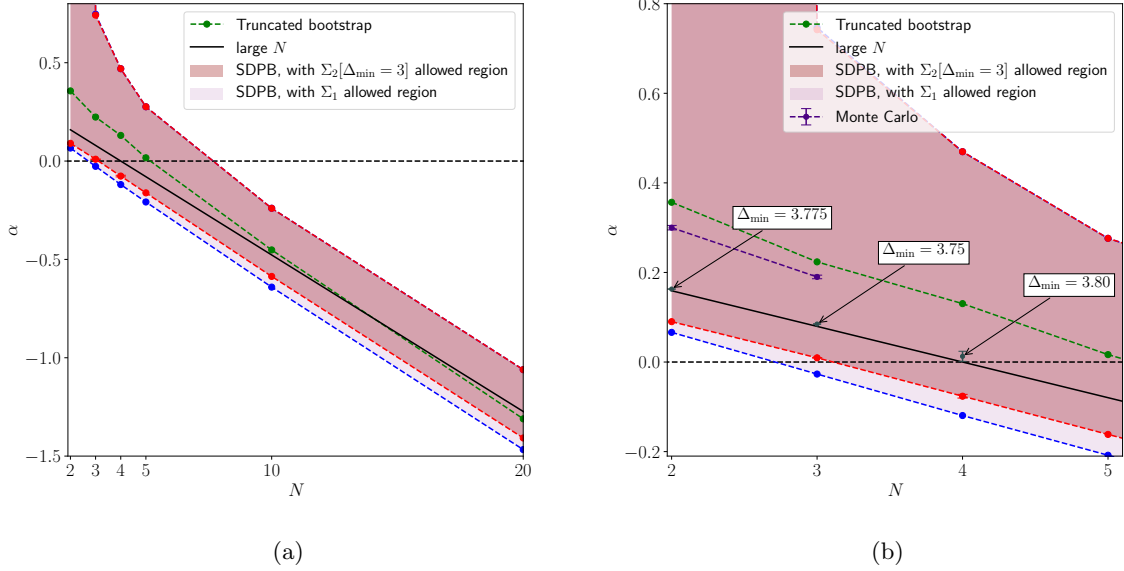 Truncated bootstrap
large N
SDPB, with Σ₂[Δmin = 3] allowed region
SDPB, with Σ₁ allowed region
0.5
0.0
−0.5
−1.0
−1.5
α
2
3
4
5
10
20
N
(a)
Truncated bootstrap
large N
SDPB, with Σ₂[Δmin = 3] allowed region
SDPB, with Σ₁ allowed region
Monte Carlo
0.8
0.6
0.4
0.2
0.0
−0.2
α
Δmin = 3.775
Δmin = 3.75
Δmin = 3.80
2
3
4
5
N
(b)